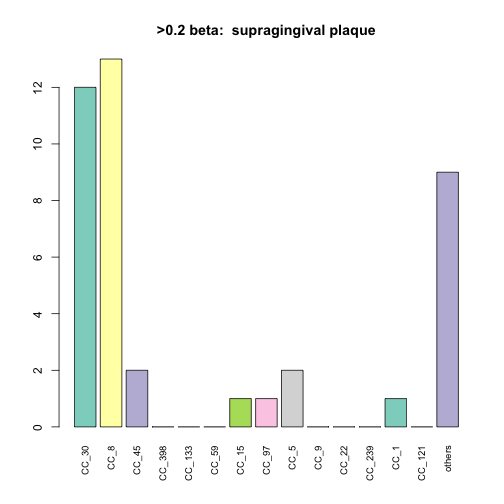 >0.2 beta:  supragingival plaque
12
10
8
6
4
2
0
CC_30
CC_8
CC_45
CC_398
CC_133
CC_59
CC_15
CC_97
CC_5
CC_9
CC_22
CC_239
CC_1
CC_121
others